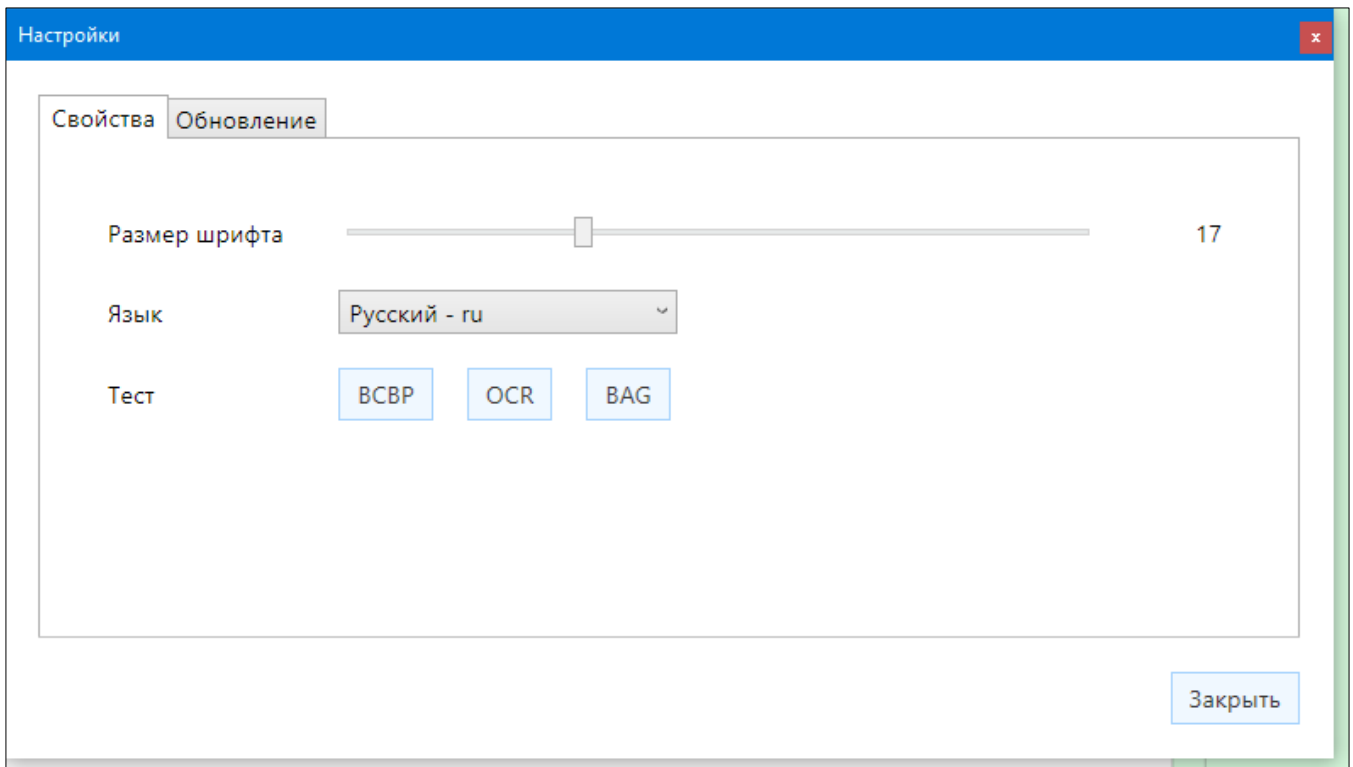 Настройки
x
Свойства Обновление
Размер шрифта 17
Язык Русский - ru
Тест BCBP OCR BAG
Закрыть